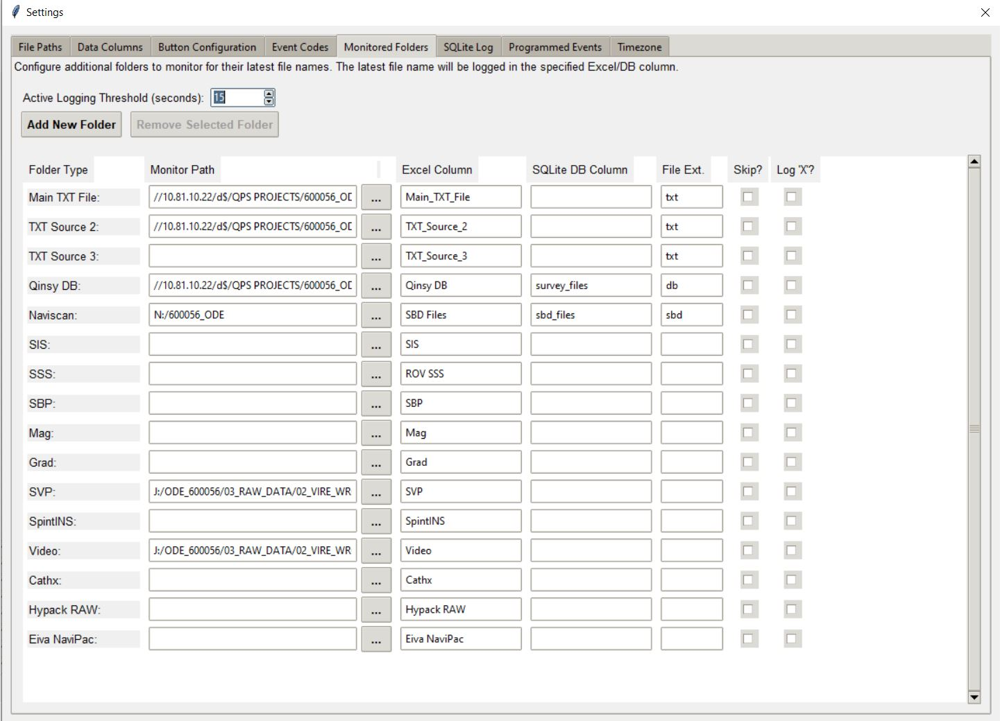 Settings
File Paths Data Columns Button Configuration Event Codes Monitored Folders SQLite Log Programmed Events Timezone
Configure additional folders to monitor for their latest file names. The latest file name will be logged in the specified Excel/DB column.
Active Logging Threshold (seconds): 15
Add New Folder Remove Selected Folder
Folder Type Monitor Path Excel Column SQLite DB Column File Ext. Skip? Log 'X'?
Main TXT File: //10.81.10.22/d$/QPS PROJECTS/600056_ODE ... Main_TXT_File txt
TXT Source 2: //10.81.10.22/d$/QPS PROJECTS/600056_ODE ... TXT_Source_2 txt
TXT Source 3: ... TXT_Source_3 txt
Qinsy DB: //10.81.10.22/d$/QPS PROJECTS/600056_ODE ... Qinsy DB survey_files db
Naviscan: N:/600056_ODE ... SBD Files sbd_files sbd
SIS: ... SIS
SSS: ... ROV SSS
SBP: ... SBP
Mag: ... Mag
Grad: ... Grad
SVP: J:/ODE_600056/03_RAW_DATA/02_VIRE_WR ... SVP
SpintINS: ... SpintINS
Video: J:/ODE_600056/03_RAW_DATA/02_VIRE_WR ... Video
Cathx: ... Cathx
Hypack RAW: ... Hypack RAW
Eiva NaviPac: ... Eiva NaviPac